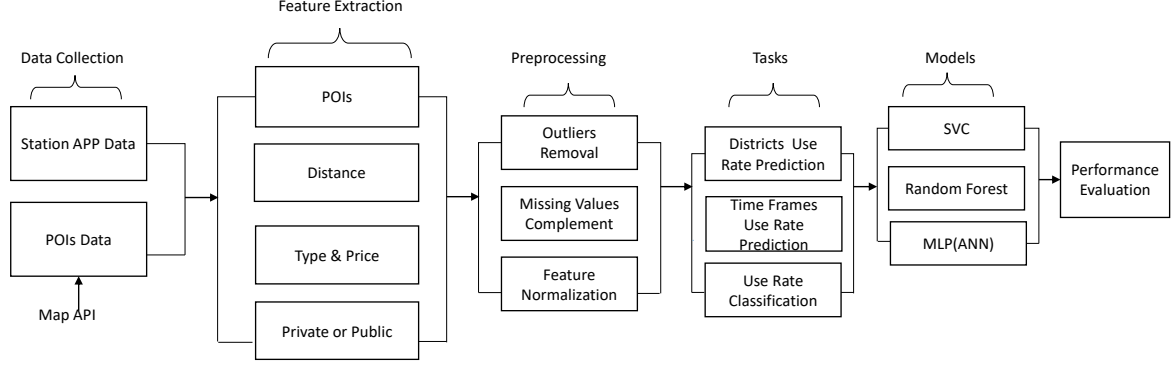 Feature Extraction
Data Collection
Preprocessing
Tasks
Models
Station APP Data
POIs Data
Map API
POIs
Distance
Type & Price
Private or Public
Outliers
Removal
Missing Values
Complement
Feature
Normalization
Districts Use
Rate Prediction
Time Frames
Use Rate
Prediction
Use Rate
Classification
SVC
Random Forest
MLP(ANN)
Performance
Evaluation